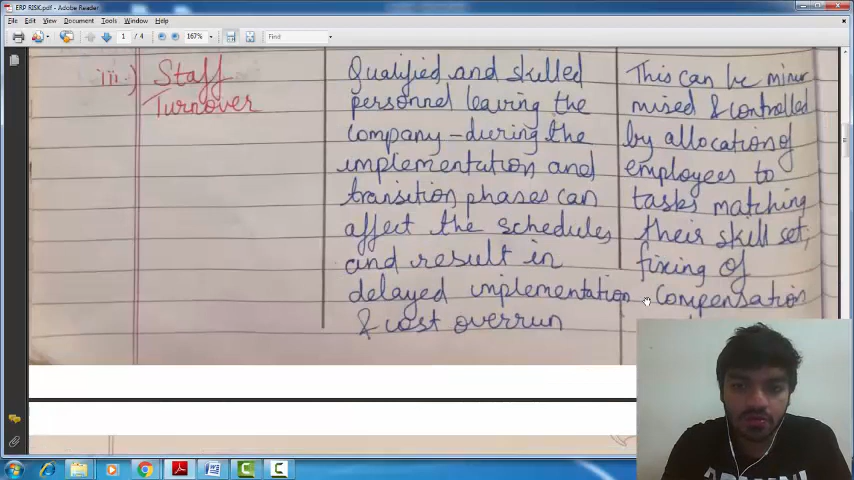 ERP RISK.pdf - Adobe Reader
File Edit View Document Tools Window Help
1 / 4 167% Find
iii.) Staff
Turnover
Qualified and skilled
personnel leaving the
company - during the
implementation and
transition phases can
affect the schedules
and result in
delayed implementation
& cost overrun
This can be mini
mised & controlled
by allocations of
employees to
tasks matching
their skill set;
fixing of
compensation